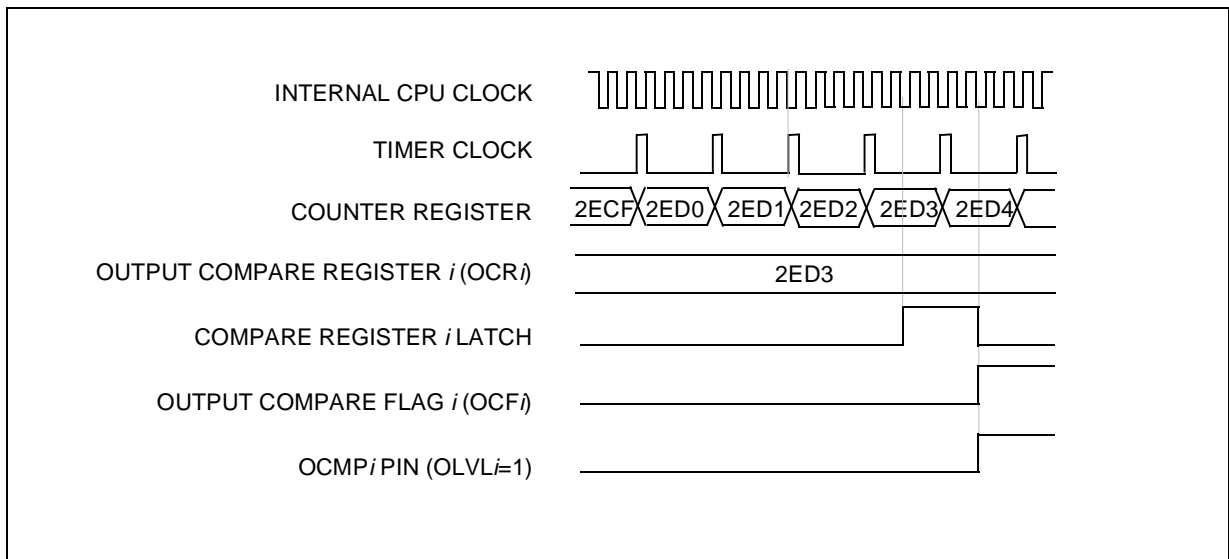 INTERNAL CPU CLOCK
TIMER CLOCK
COUNTER REGISTER
2ECF 2ED0 2ED1 2ED2 2ED3 2ED4
OUTPUT COMPARE REGISTER i (OCRi)
2ED3
COMPARE REGISTER i LATCH
OUTPUT COMPARE FLAG i (OCFi)
OCMPi PIN (OLVLi=1)